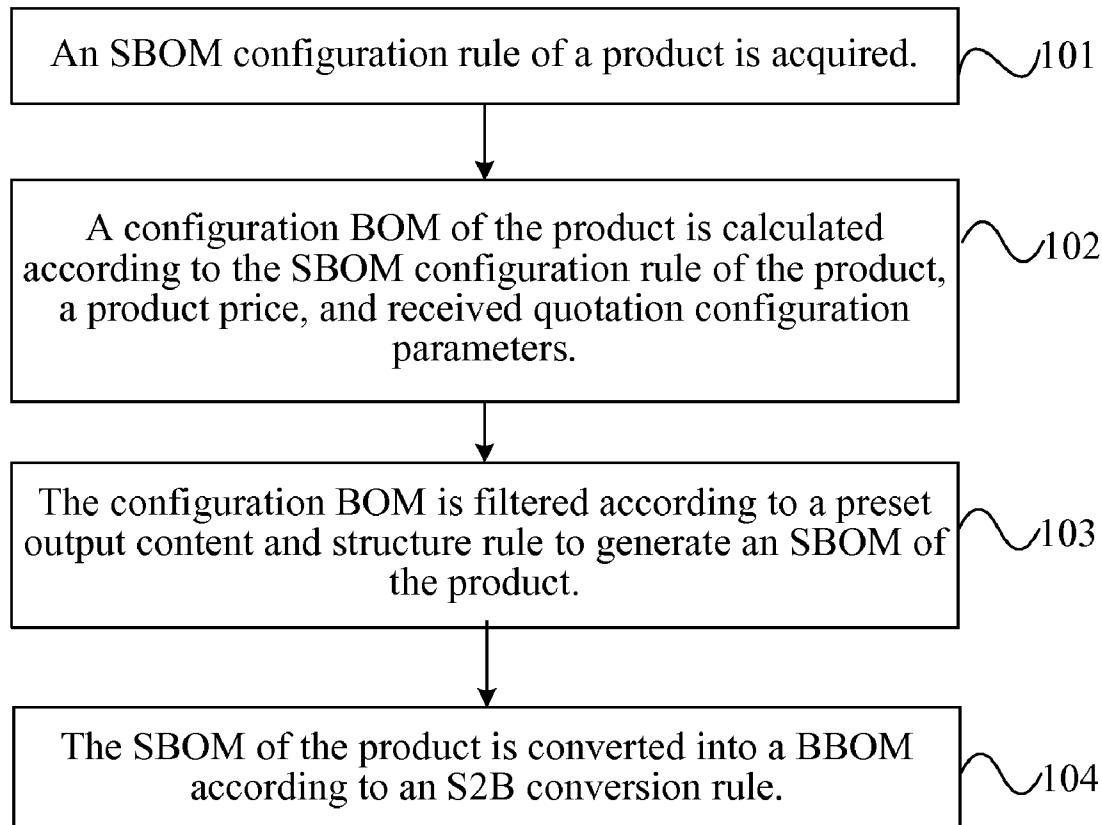 An SBOM configuration rule of a product is acquired.
101
A configuration BOM of the product is calculated
according to the SBOM configuration rule of the product,
a product price, and received quotation configuration
parameters.
102
The configuration BOM is filtered according to a preset
output content and structure rule to generate an SBOM of
the product.
103
The SBOM of the product is converted into a BBOM
according to an S2B conversion rule.
104